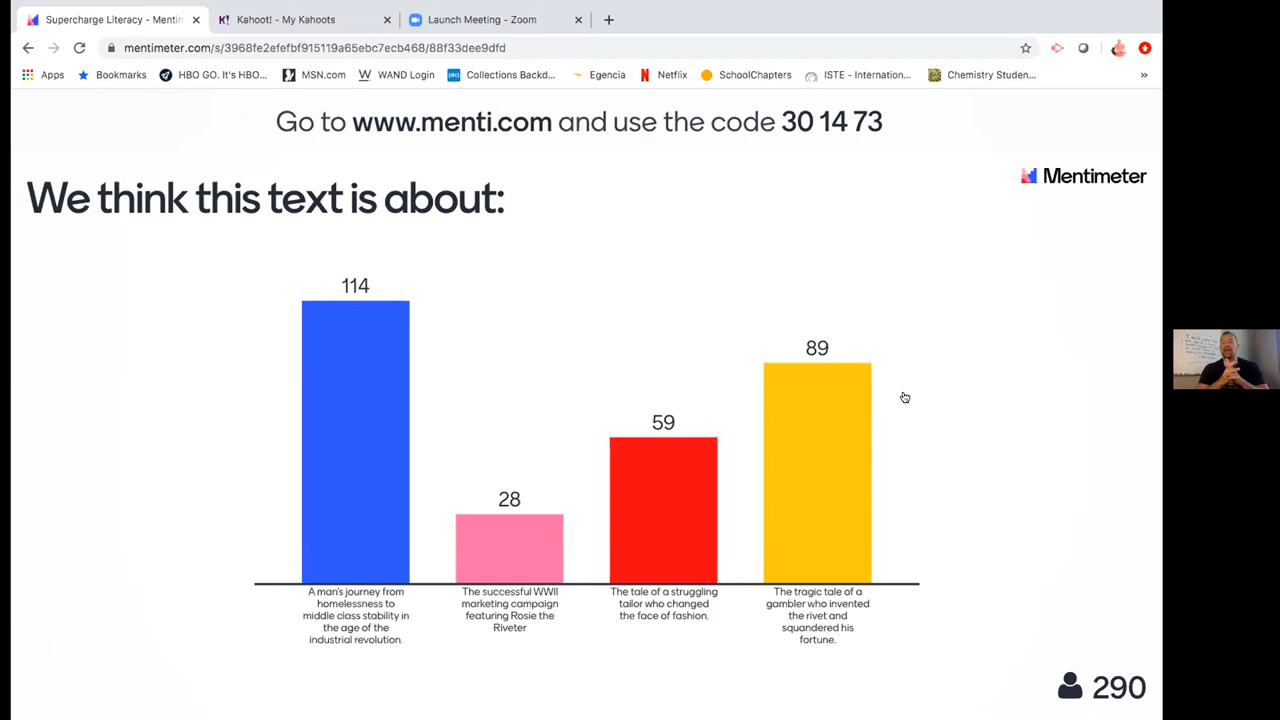 Supercharge Literacy - Mentim
Kahoot! - My Kahoots
Launch Meeting - Zoom
mentimeter.com/s/3968fe2efefbf915119a65ebc7ecb468/88f33dee9dfd
Apps Bookmarks HBO GO. It's HBO... MSN.com WAND Login Collections Backd... Egencia Netflix SchoolChapters ISTE - Internation... Chemistry Studen... »
Go to www.menti.com and use the code 30 14 73
Mentimeter
We think this text is about:
114
28
59
89
A man's journey from
homelessness to
middle class stability in
the age of the
industrial revolution.
The successful WWII
marketing campaign
featuring Rosie the
Riveter
The tale of a struggling
tailor who changed
the face of fashion.
The tragic tale of a
gambler who invented
the rivet and
squandered his
fortune.
290